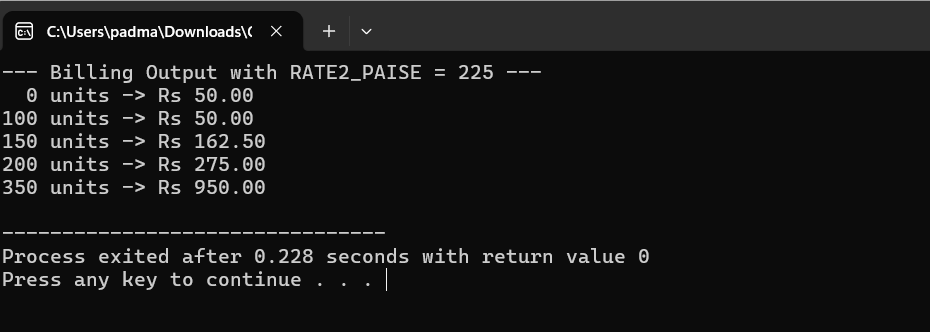 C:\Users\padma\Downloads\C
--- Billing Output with RATE2_PAISE = 225 ---
  0 units -> Rs 50.00
100 units -> Rs 50.00
150 units -> Rs 162.50
200 units -> Rs 275.00
350 units -> Rs 950.00
--------------------------------
Process exited after 0.228 seconds with return value 0
Press any key to continue . . .